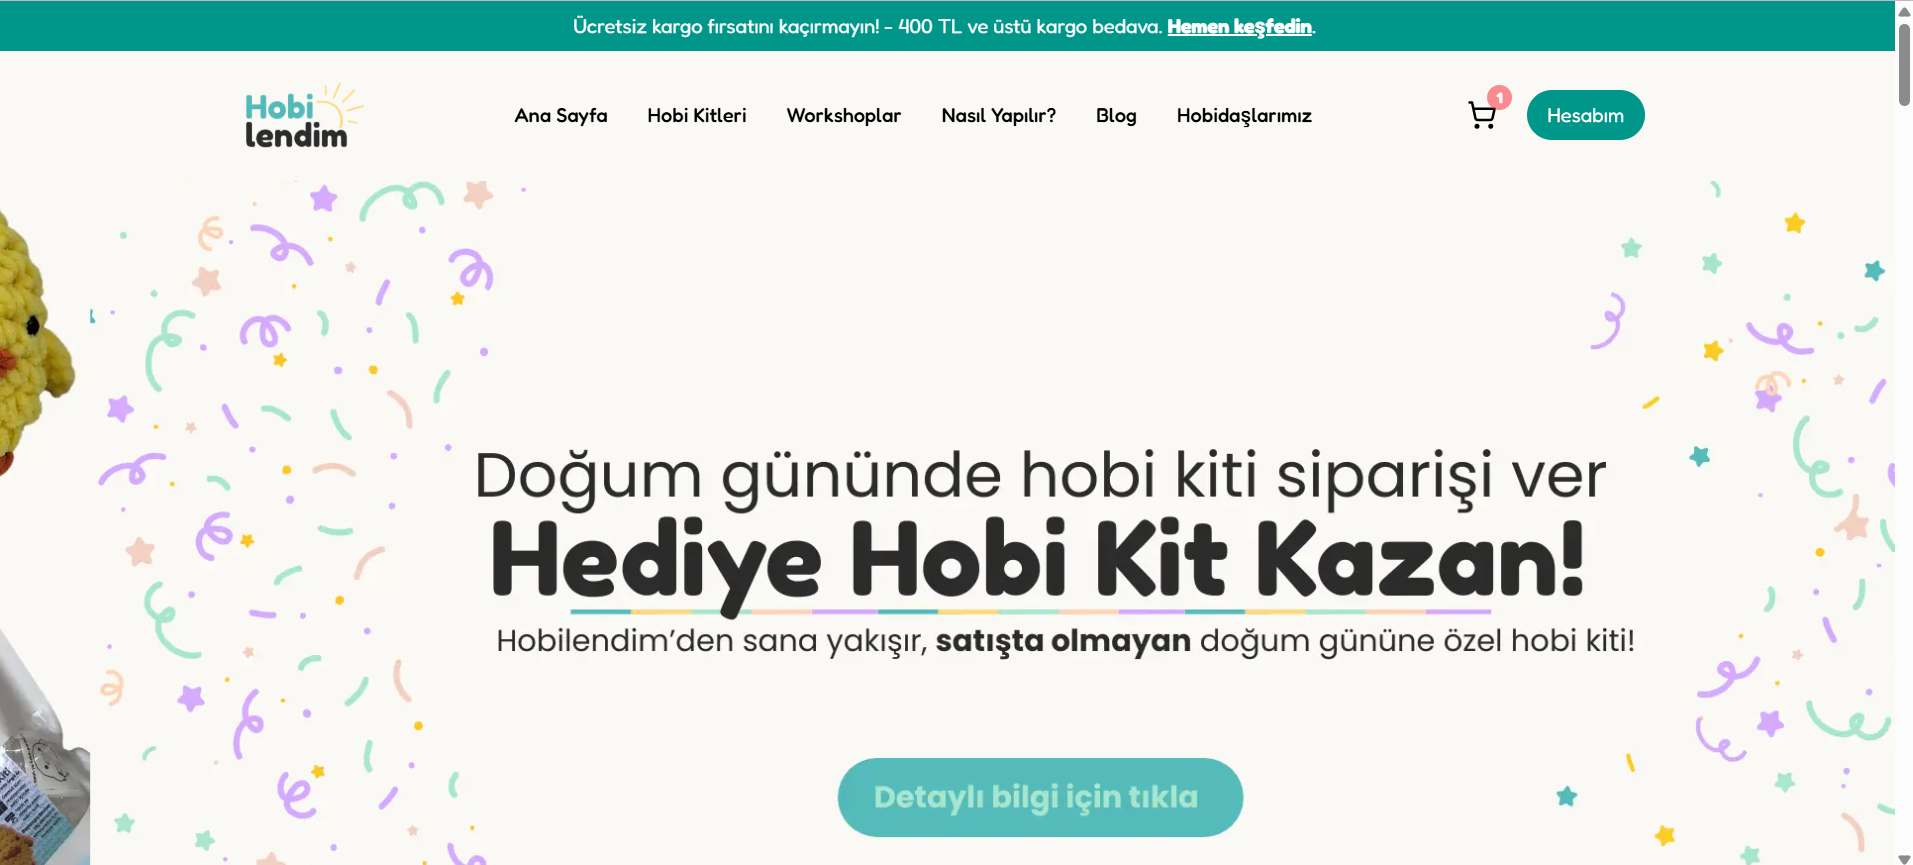 Ücretsiz kargo fırsatını kaçırmayın! - 400 TL ve üstü kargo bedava. Hemen keşfedin.
Hobi
lendim
Ana Sayfa
Hobi Kitleri
Workshoplar
Nasıl Yapılır?
Blog
Hobidaşlarımız
1
Hesabım
Doğum gününde hobi kiti siparişi ver
Hediye Hobi Kit Kazan!
Hobilendim’den sana yakışır, satışta olmayan doğum gününe özel hobi kiti!
Detaylı bilgi için tıkla